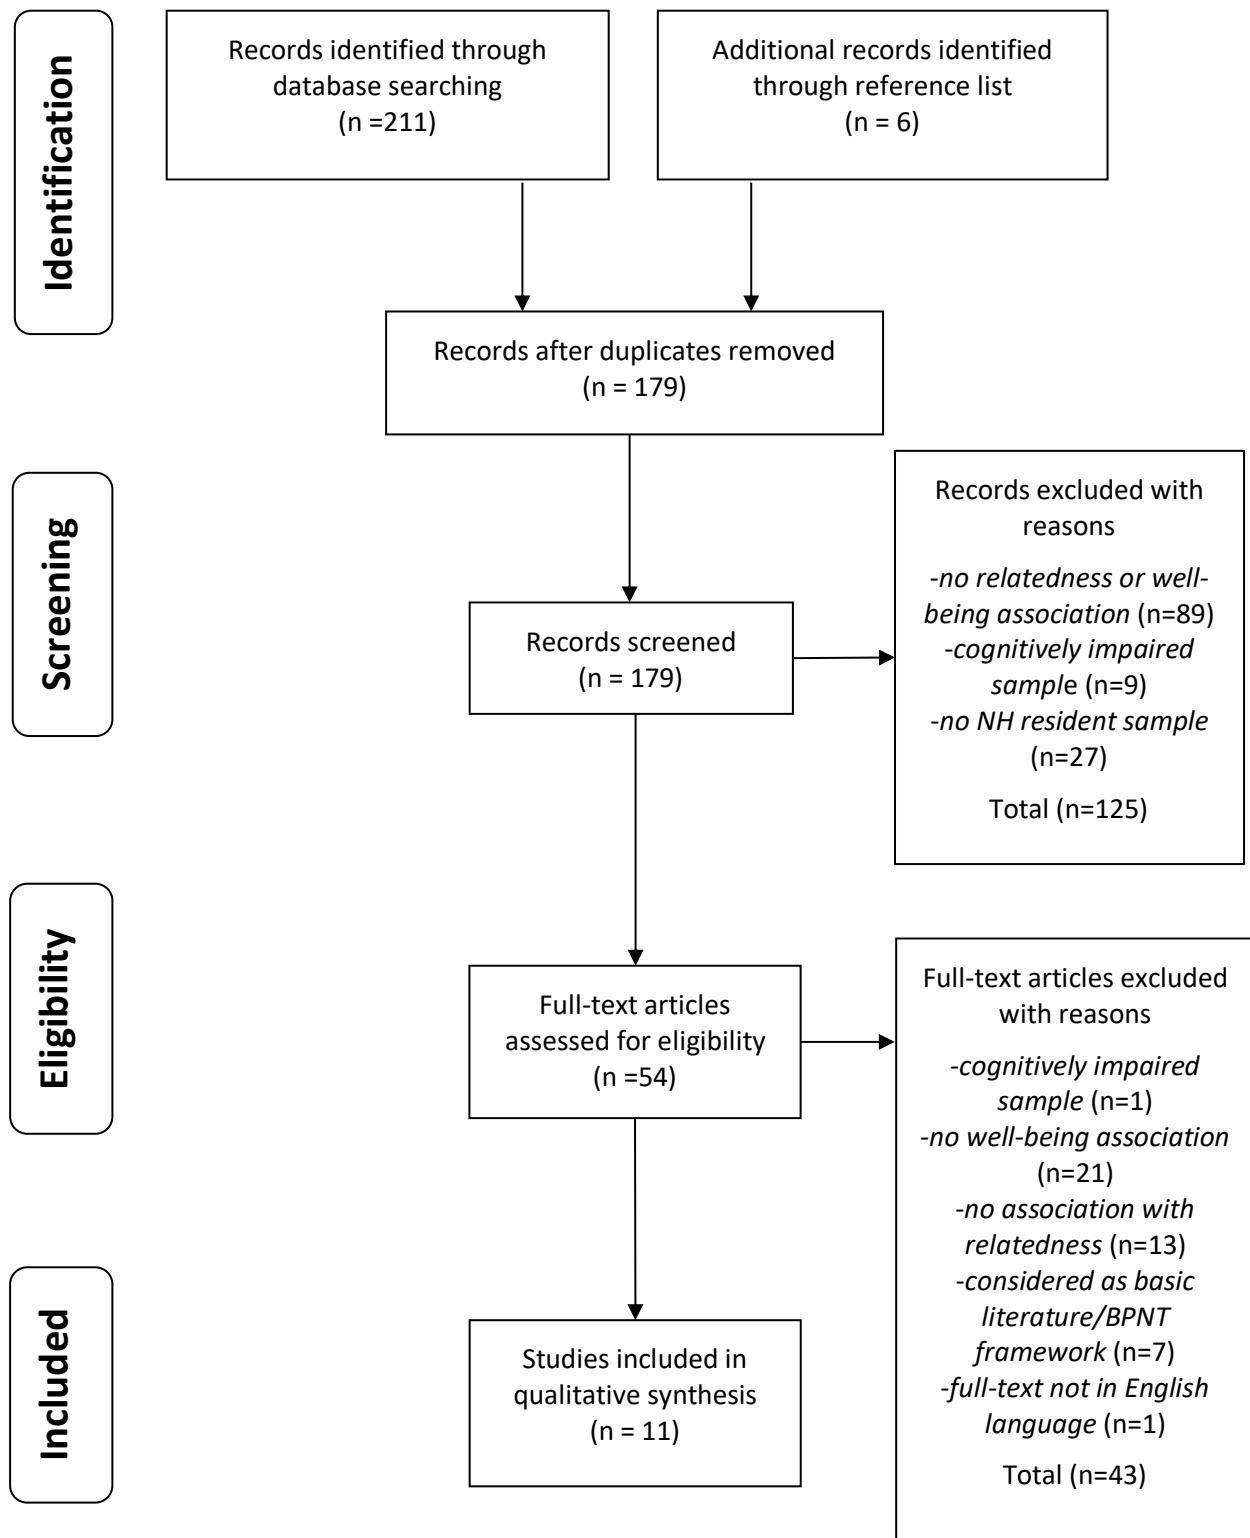 Identification
Records identified through
database searching
(n =211)
Additional records identified
through reference list
(n = 6)
Records after duplicates removed
(n = 179)
Screening
Records screened
(n = 179)
Records excluded with
reasons
-no relatedness or well-
being association (n=89)
-cognitively impaired
sample (n=9)
-no NH resident sample
(n=27)
Total (n=125)
Eligibility
Full-text articles
assessed for eligibility
(n =54)
Full-text articles excluded
with reasons
-cognitively impaired
sample (n=1)
-no well-being association
(n=21)
-no association with
relatedness (n=13)
-considered as basic
literature/BPNT
framework (n=7)
-full-text not in English
language (n=1)
Total (n=43)
Included
Studies included in
qualitative synthesis
(n = 11)